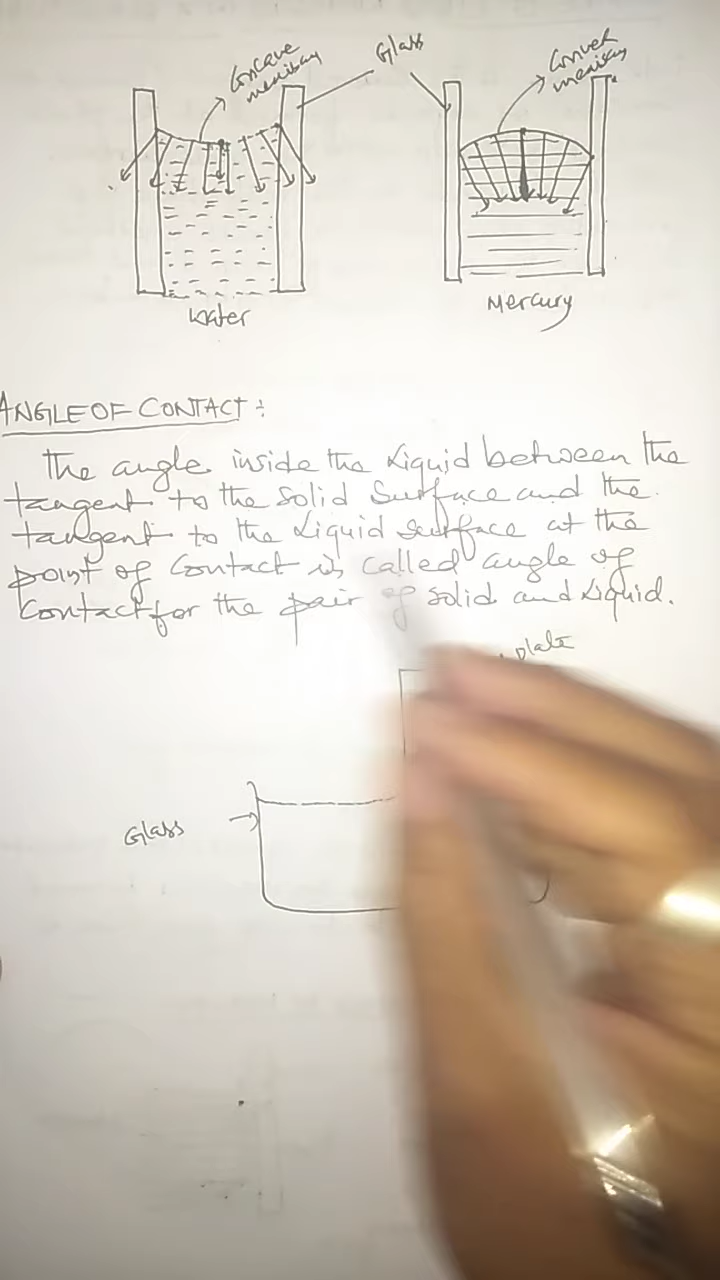 Concave
meniscus
Glass
Convex
meniscus
Water
Mercury
ANGLE OF CONTACT :
The angle inside the Liquid between the
tangent to the solid Surface and the
tangent to the Liquid surface at the
point of Contact is called angle of
Contact for the pair of solid and Liquid.
plate
Glass